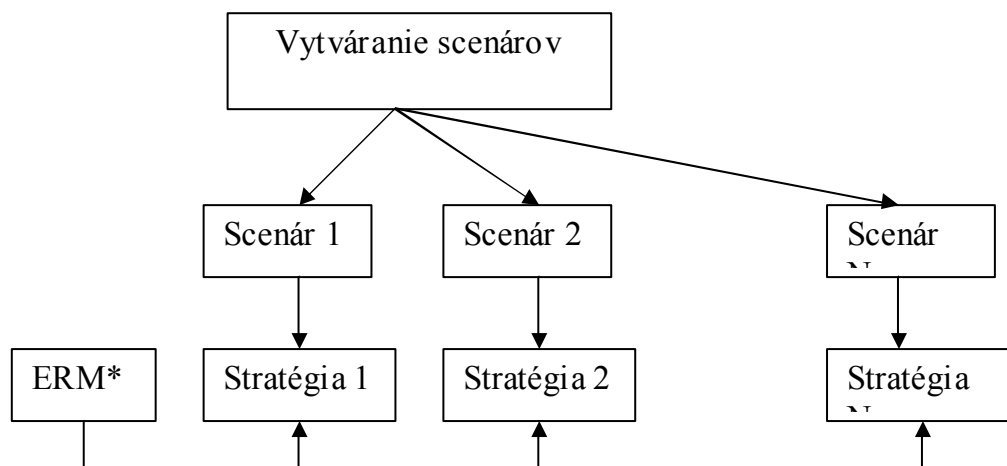 Vytváranie scenárov
Scenár 1
Scenár 2
Scenár
ERM*
Stratégia 1
Stratégia 2
Stratégia